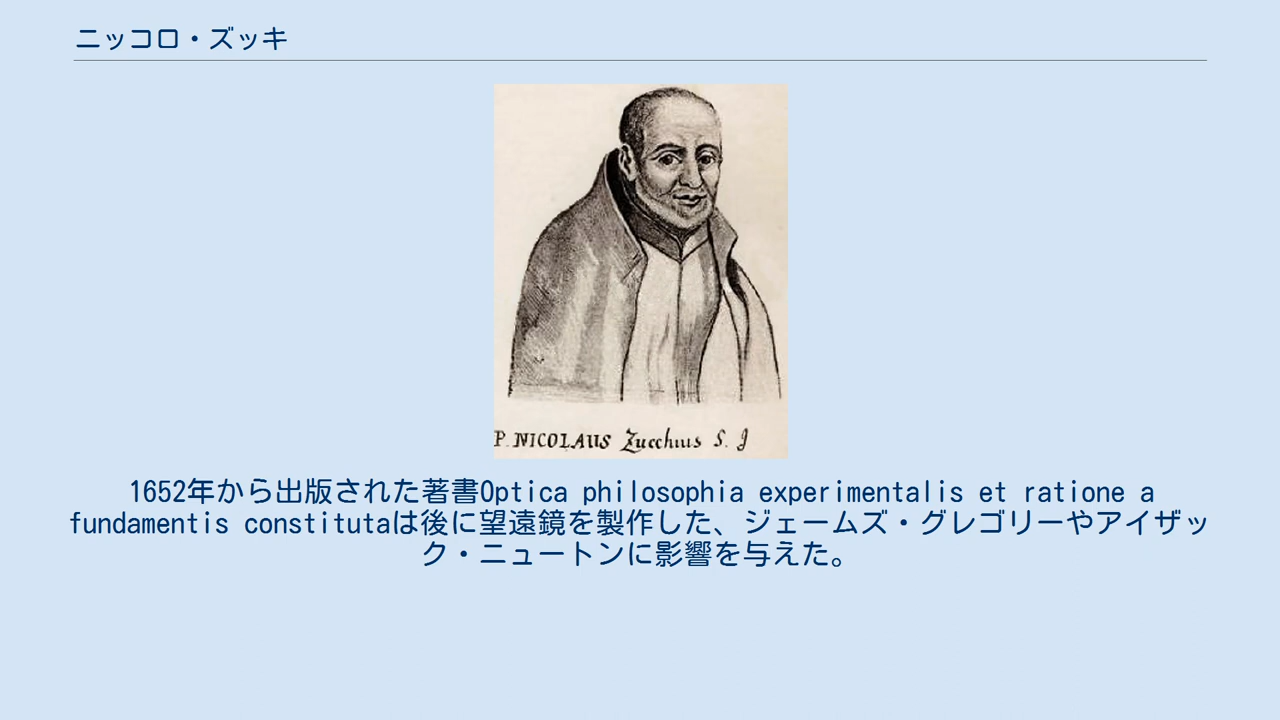 ニッコロ・ズッキ
P. NICOLAUS Zucchius S. J
1652年から出版された著書Optica philosophia experimentalis et ratione a
fundamentis constitutaは後に望遠鏡を製作した、ジェームズ・グレゴリーやアイザッ
ク・ニュートンに影響を与えた。